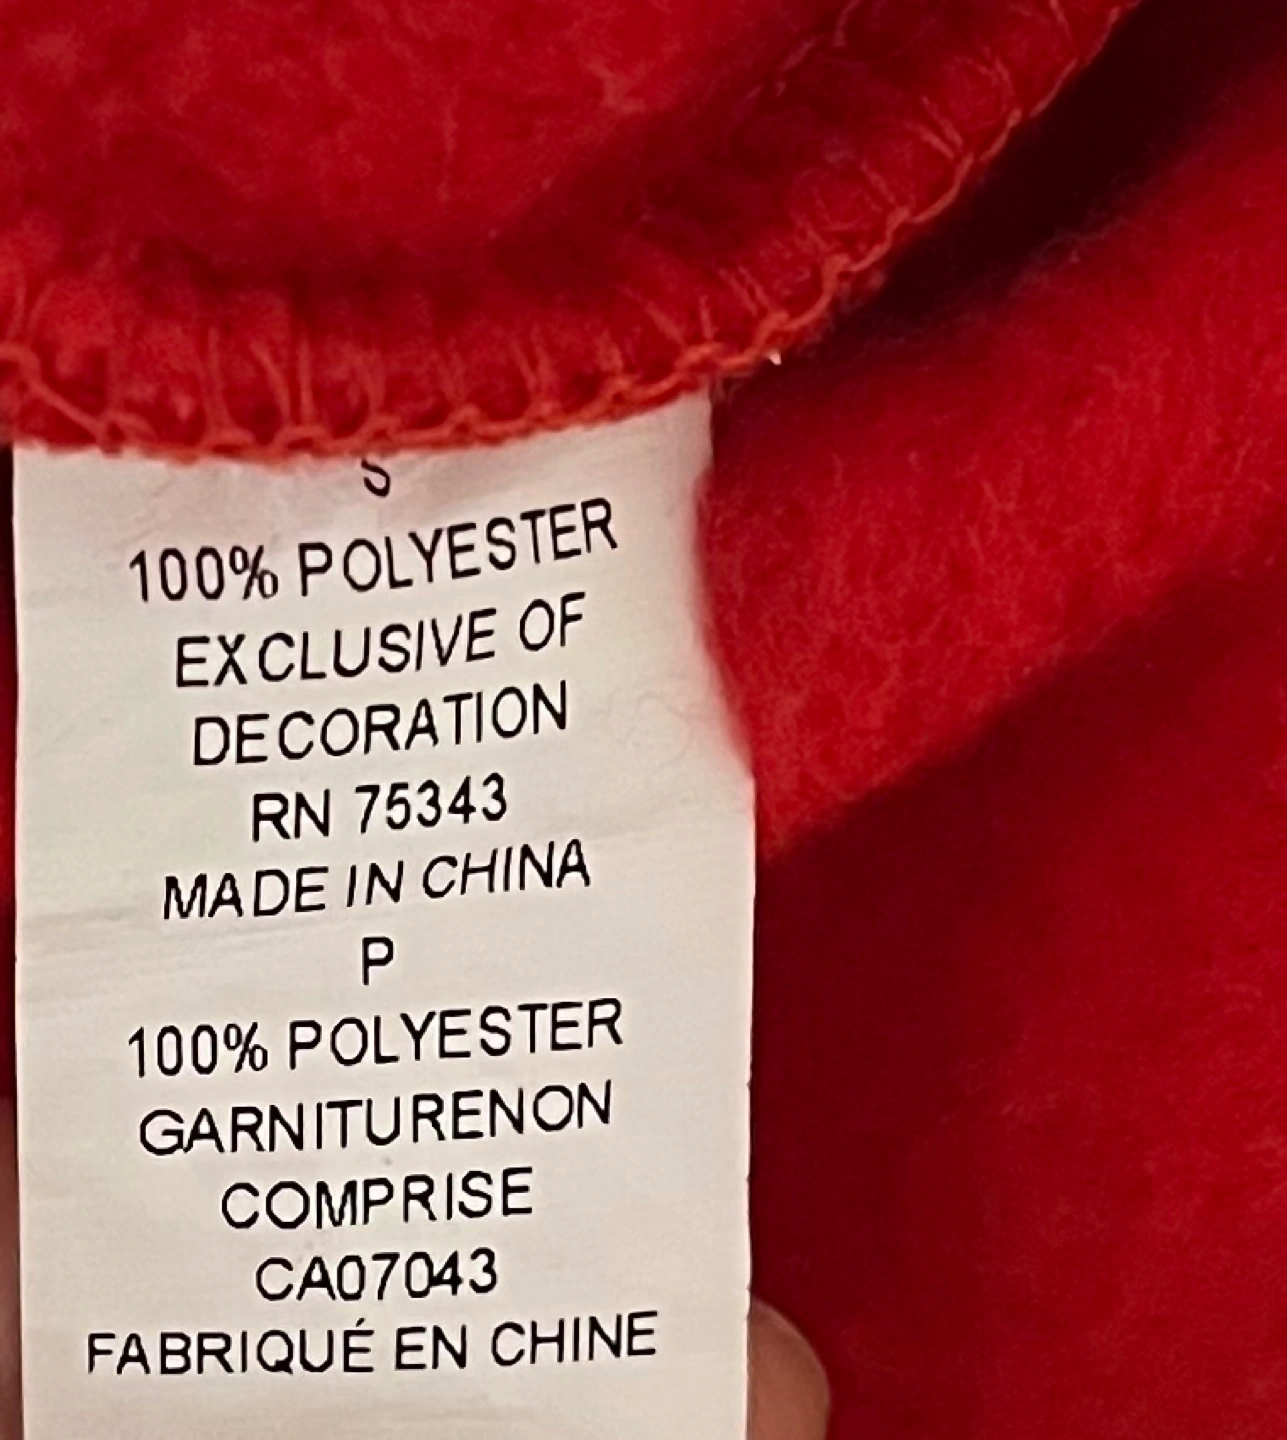 S
100% POLYESTER
EXCLUSIVE OF
DECORATION
RN 75343
MADE IN CHINA
P
100% POLYESTER
GARNITURENON
COMPRISE
CA07043
FABRIQUÉ EN CHINE